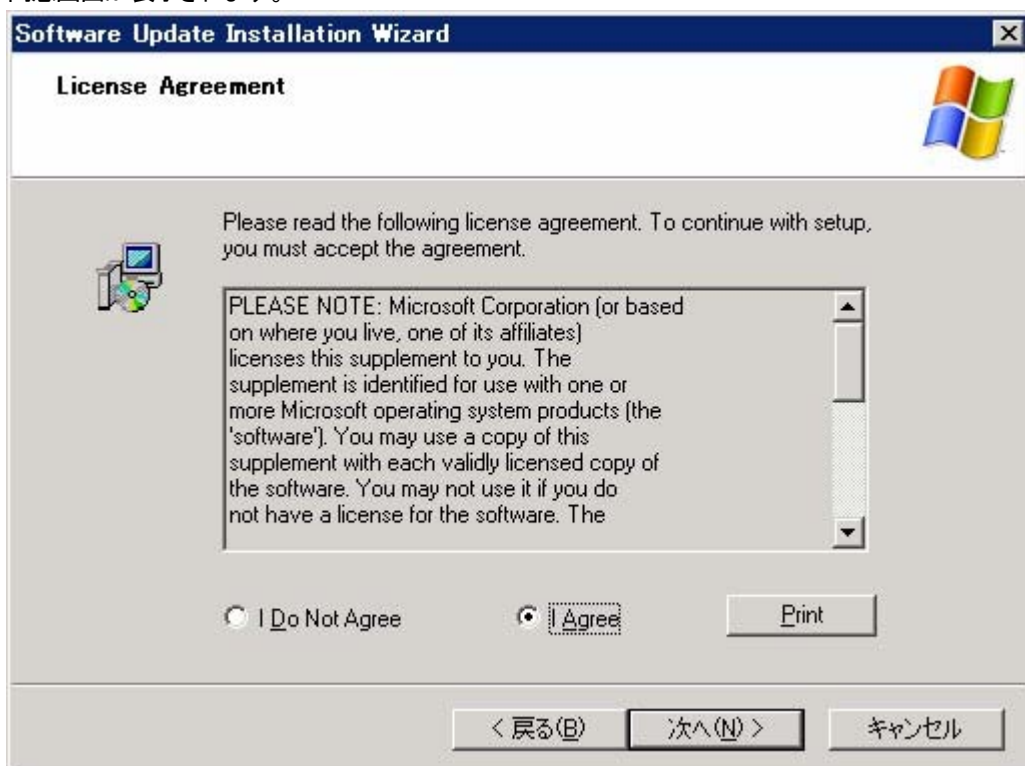 Software Update Installation Wizard
License Agreement
Please read the following license agreement. To continue with setup,
you must accept the agreement.
PLEASE NOTE: Microsoft Corporation (or based
on where you live, one of its affiliates)
licenses this supplement to you. The
supplement is identified for use with one or
more Microsoft operating system products (the
'software'). You may use a copy of this
supplement with each validly licensed copy of
the software. You may not use it if you do
not have a license for the software. The
I Do Not Agree
I Agree
Print
< 戻る(B)
次へ(N) >
キャンセル